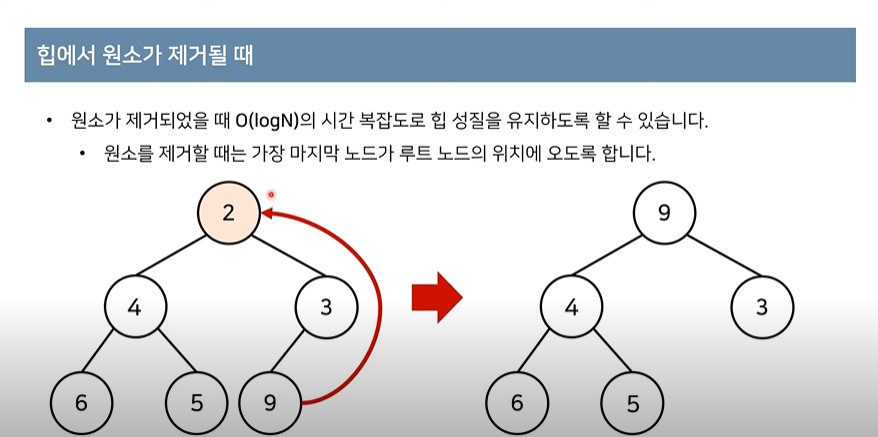 힙에서 원소가 제거될 때
• 원소가 제거되었을 때 O(logN)의 시간 복잡도로 힙 성질을 유지하도록 할 수 있습니다.
• 원소를 제거할 때는 가장 마지막 노드가 루트 노드의 위치에 오도록 합니다.
2 9
4 3 4 3
6 5 9 6 5